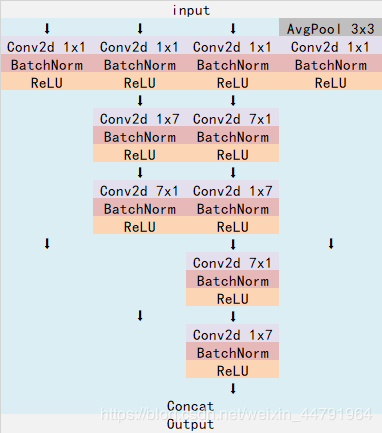 input
AvgPool 3x3
Conv2d 1x1 Conv2d 1x1 Conv2d 1x1 Conv2d 1x1
BatchNorm BatchNorm BatchNorm BatchNorm
ReLU ReLU ReLU ReLU
Conv2d 1x7 Conv2d 7x1
BatchNorm BatchNorm
ReLU ReLU
Conv2d 7x1 Conv2d 1x7
BatchNorm BatchNorm
ReLU ReLU
Conv2d 7x1
BatchNorm
ReLU
Conv2d 1x7
BatchNorm
ReLU
Concat
https://blog.csdn.net/weixin_44791964
Output